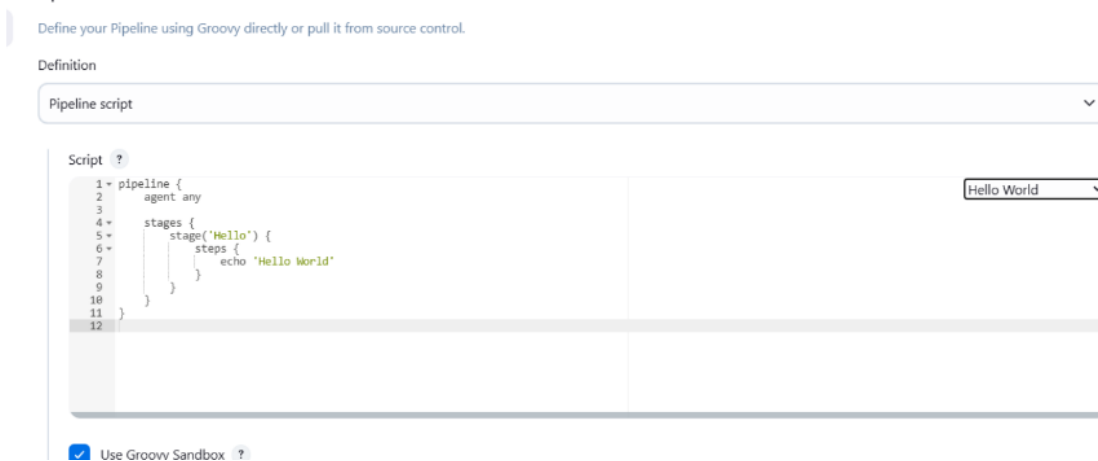 Define your Pipeline using Groovy directly or pull it from source control.
Definition
Pipeline script
Script ?
Hello World
1 pipeline {
2     agent any
3
4     stages {
5         stage('Hello') {
6             steps {
7                 echo 'Hello World'
8             }
9         }
10     }
11 }
12
Use Groovy Sandbox ?